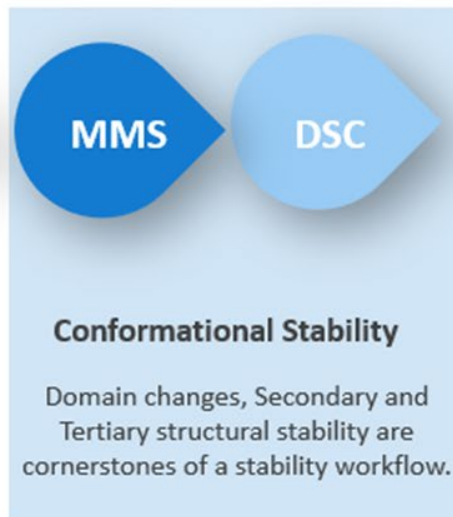 MMS DSC
Conformational Stability
Domain changes, Secondary and
Tertiary structural stability are
cornerstones of a stability workflow.